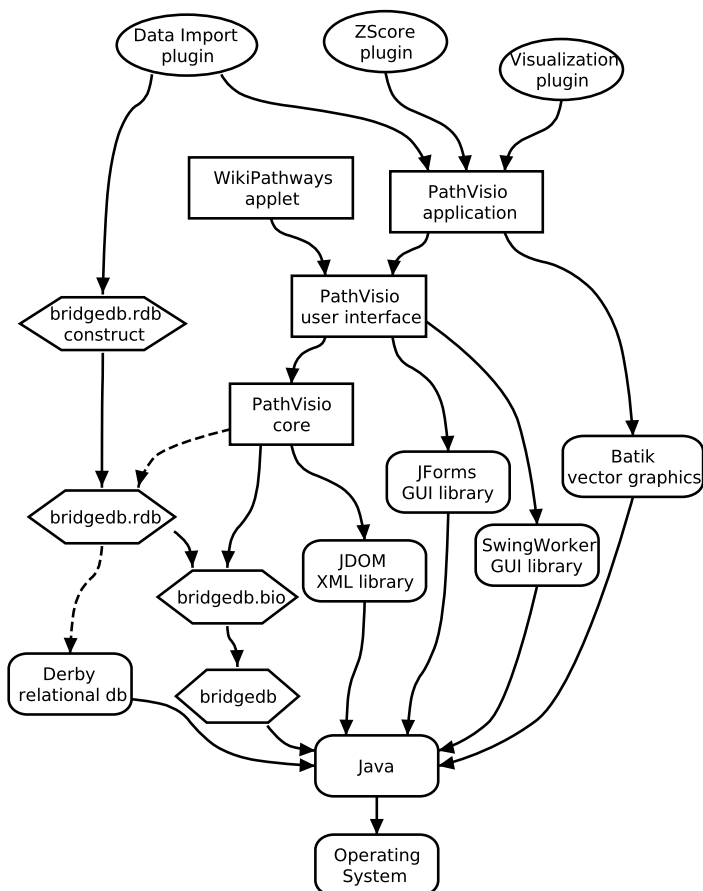 Data Import
plugin
ZScore
plugin
Visualization
plugin
WikiPathways
applet
PathVisio
application
PathVisio
user interface
bridgedb.rdb
construct
PathVisio
core
JForms
GUI library
Batik
vector graphics
bridgedb.rdb
SwingWorker
GUI library
JDOM
XML library
bridgedb.bio
Derby
relational db
bridgedb
Java
Operating
System